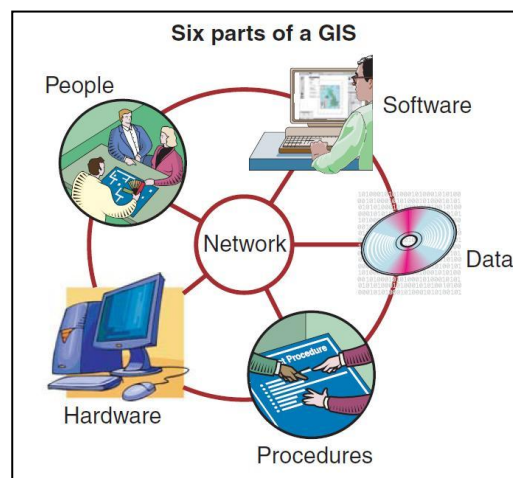 Six parts of a GIS
People
Software
Network
Data
Hardware
Procedures